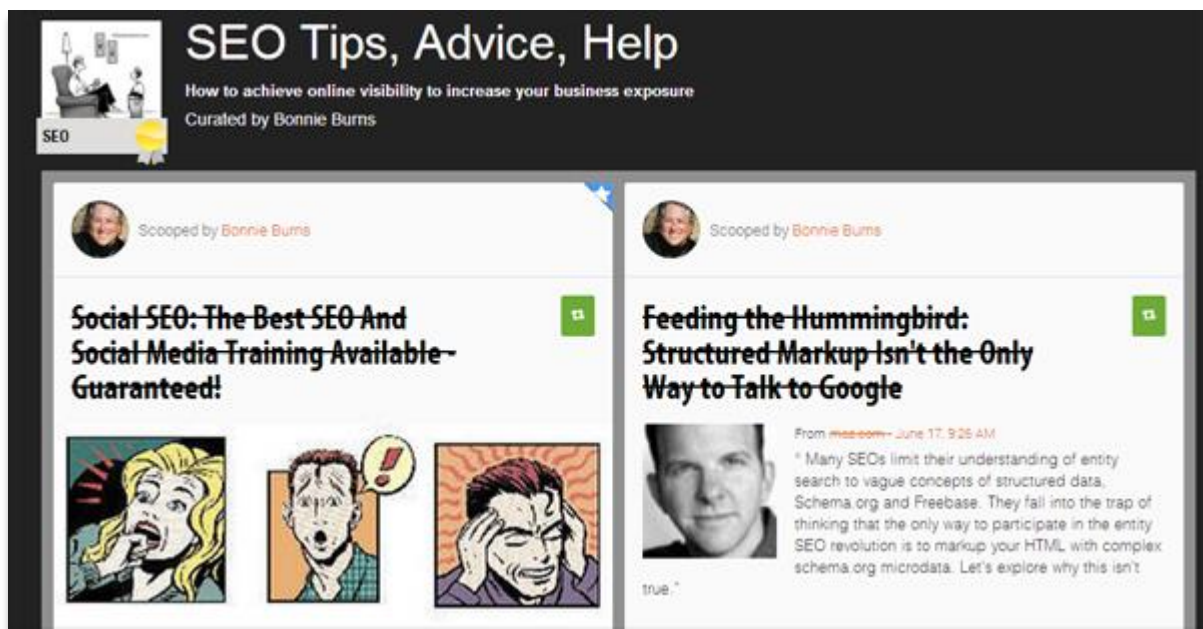 SEO Tips, Advice, Help
How to achieve online visibility to increase your business exposure
Curated by Bonnie Burns
SEO
Scooped by Bonnie Burns
Social SEO: The Best SEO And
Social Media Training Available -
Guaranteed!
!
Scooped by Bonnie Burns
Feeding the Hummingbird:
Structured Markup Isn't the Only
Way to Talk to Google
From moz.com - June 17, 9:26 AM
" Many SEOs limit their understanding of entity
search to vague concepts of structured data,
Schema.org and Freebase. They fall into the trap of
thinking that the only way to participate in the entity
SEO revolution is to markup your HTML with complex
schema.org microdata. Let's explore why this isn't
true."